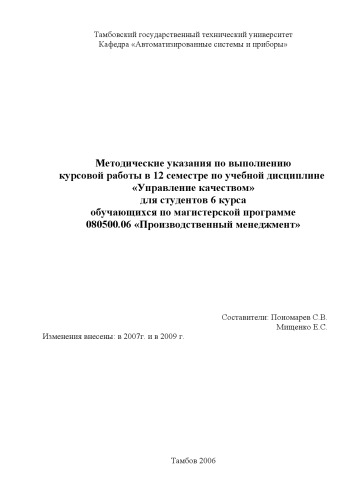 Тамбовский государственный технический университет
Кафедра «Автоматизированные системы и приборы»
Методические указания по выполнению
курсовой работы в 12 семестре по учебной дисциплине
«Управление качеством»
для студентов 6 курса
обучающихся по магистерской программе
080500.06 «Производственный менеджмент»
Составители: Пономарев С.В.
Мищенко Е.С.
Изменения внесены: в 2007г. и в 2009 г.
Тамбов 2006